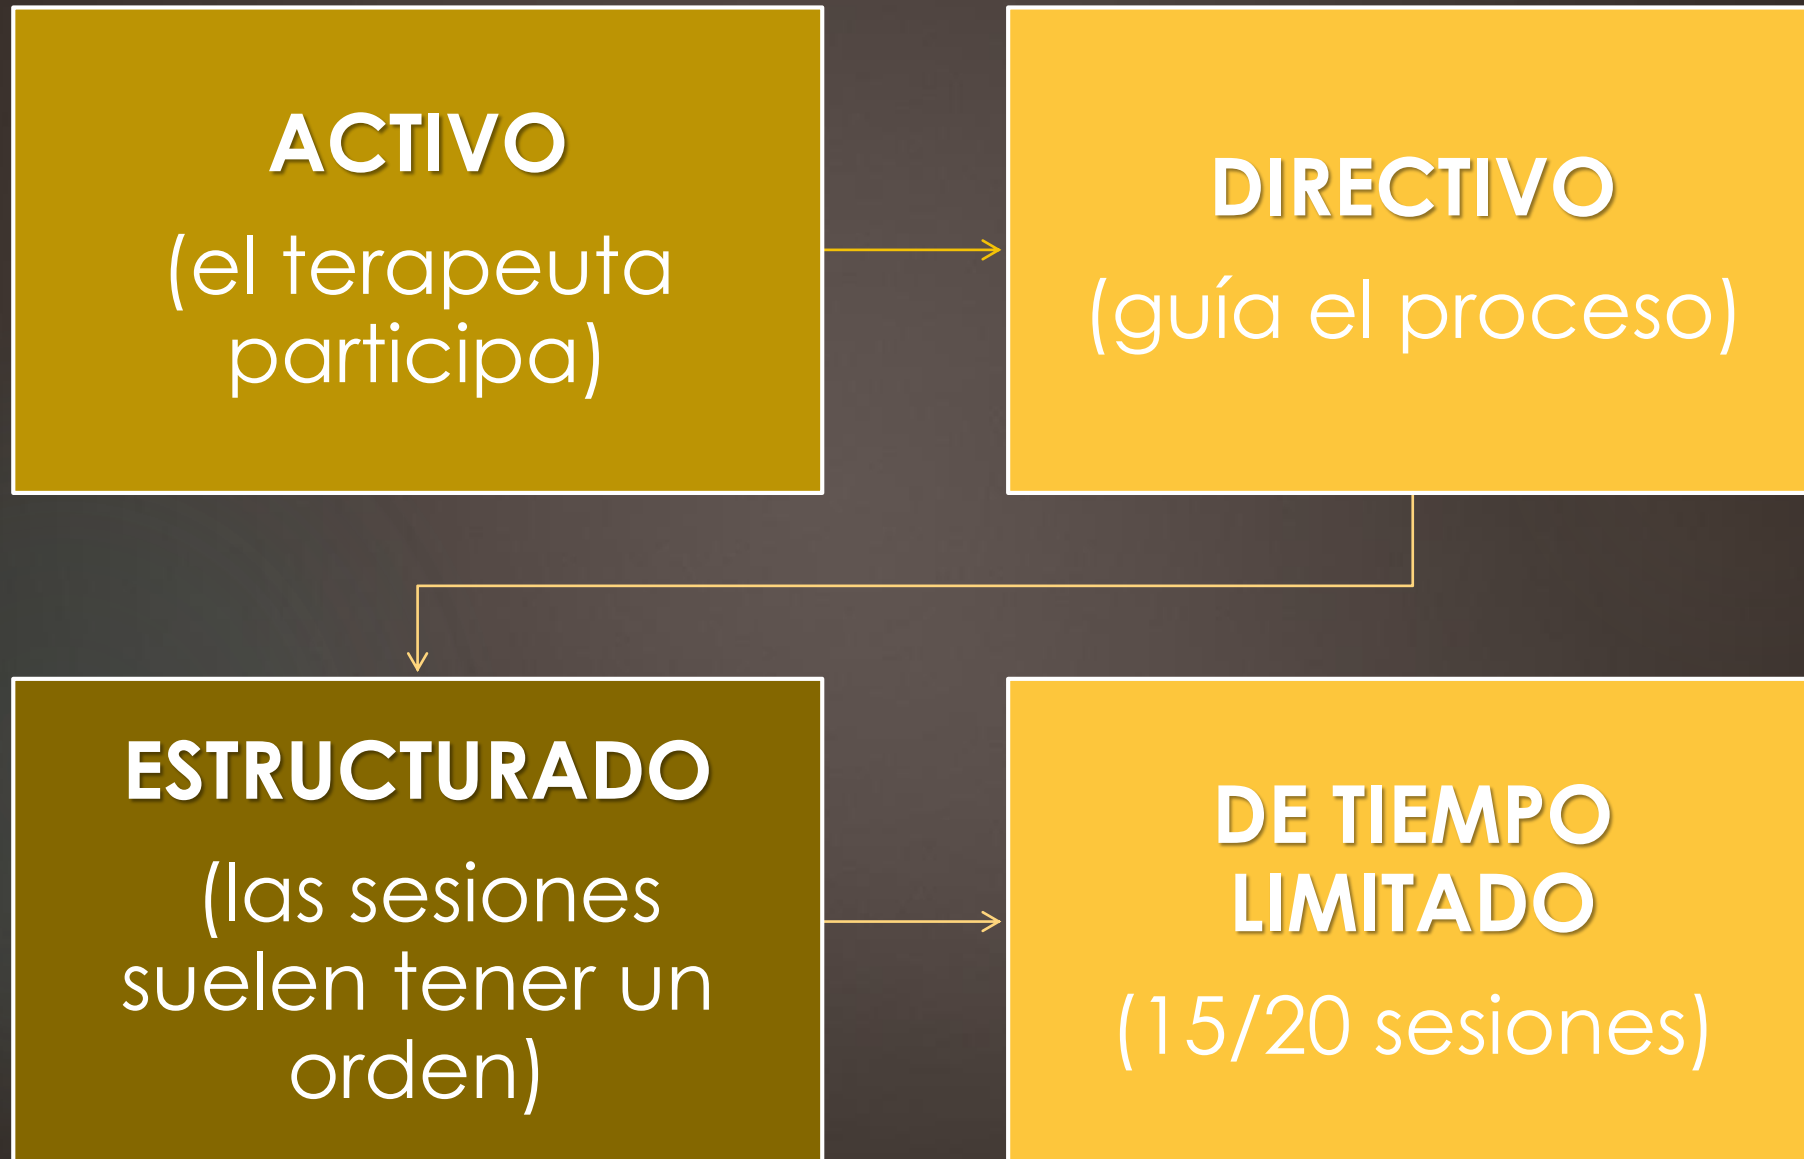 ACTIVO
(el terapeuta
participa)
DIRECTIVO
(guía el proceso)
ESTRUCTURADO
(las sesiones
suelen tener un
orden)
DE TIEMPO
LIMITADO
(15/20 sesiones)